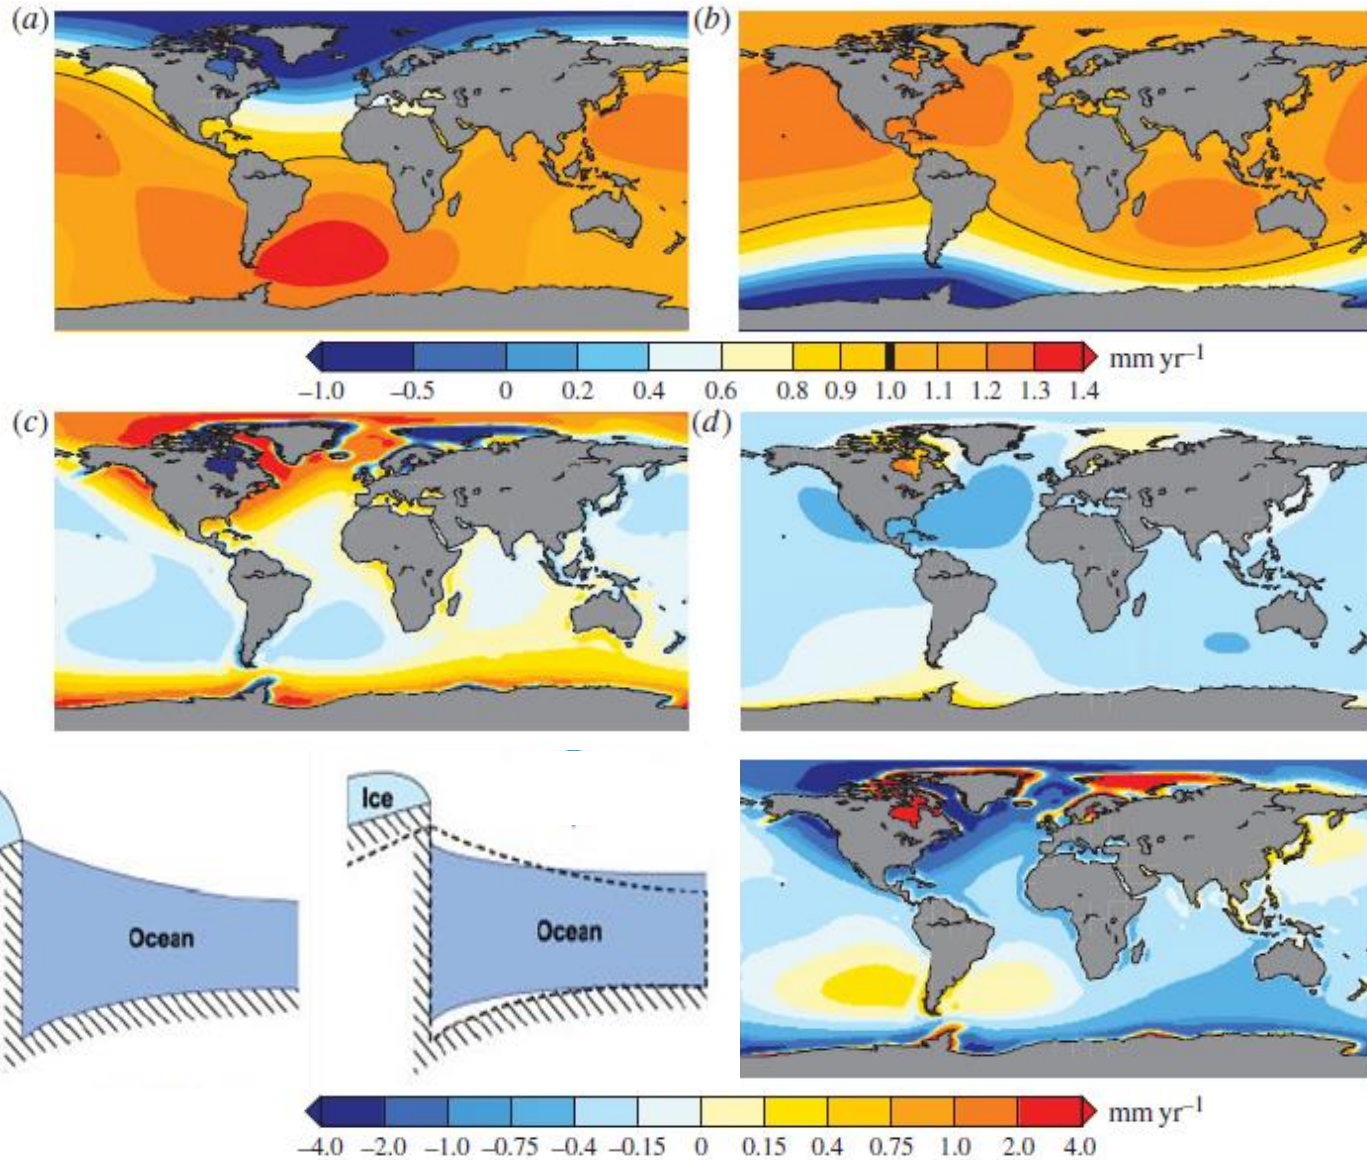 (a)
(b)
mm yr⁻¹
–1.0 –0.5 0 0.2 0.4 0.6 0.8 0.9 1.0 1.1 1.2 1.3 1.4
(c)
(d)
Ice
Ocean
Ocean
mm yr⁻¹
–4.0 –2.0 –1.0 –0.75 –0.4 –0.15 0 0.15 0.4 0.75 1.0 2.0 4.0